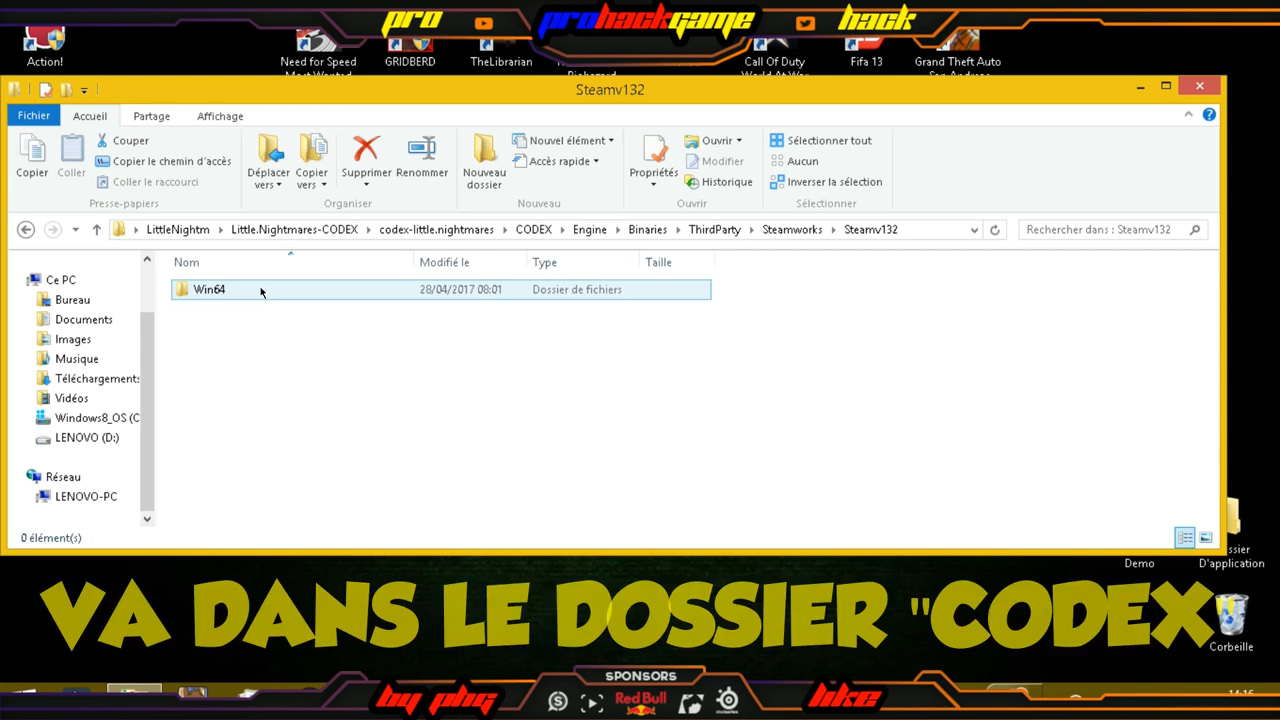 pro prohackgame hack
Action! Need for Speed GRIDBERD TheLibrarian Call Of Duty Fifa 13 Grand Theft Auto
Steamv132
Fichier Accueil Partage Affichage
Copier Coller Couper
Copier le chemin d'accès
Coller le raccourci
Déplacer vers Copier vers Supprimer Renommer
Nouveau dossier Nouvel élément
Accès rapide
Propriétés Ouvrir
Modifier
Historique
Sélectionner tout
Aucun
Inverser la sélection
Presse-papiers Organiser Nouveau Ouvrir Sélectionner
LittleNightm Little.Nightmares-CODEX codex-little.nightmares CODEX Engine Binaries ThirdParty Steamworks Steamv132
Rechercher dans : Steamv132
Nom Modifié le Type Taille
Win64 28/04/2017 08:01 Dossier de fichiers
Ce PC
Bureau
Documents
Images
Musique
Téléchargements
Vidéos
Windows8_OS (C
LENOVO (D:)
Réseau
LENOVO-PC
0 élément(s)
Demo
ssier
D'application
Corbeille
VA DANS LE DOSSIER "CODEX
SPONSORS
by phg Red Bull like
14:16